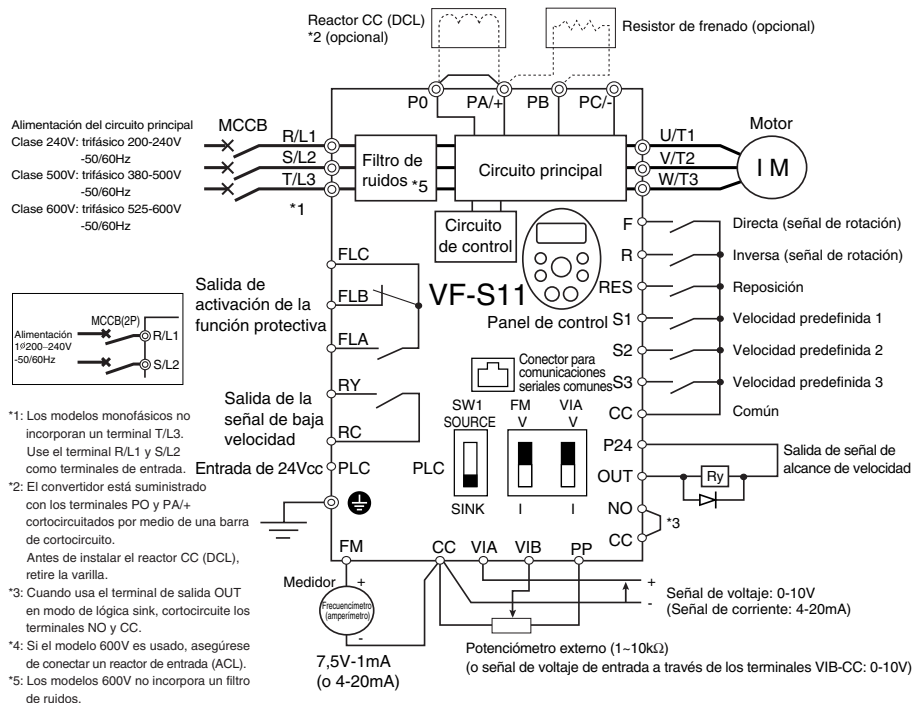 Reactor CC (DCL)
*2 (opcional)
Resistor de frenado (opcional)
P0
PA/+
PB
PC/-
Alimentación del circuito principal
Clase 240V: trifásico 200-240V
-50/60Hz
Clase 500V: trifásico 380-500V
-50/60Hz
Clase 600V: trifásico 525-600V
-50/60Hz
MCCB
R/L1
S/L2
T/L3
*1
Filtro de
ruidos *5
Circuito principal
U/T1
V/T2
W/T3
Motor
I M
Circuito
de control
VF-S11
Panel de control
FLC
FLB
FLA
Salida de
activación de la
función protectiva
RY
RC
Salida de la
señal de baja
velocidad
Entrada de 24Vcc
PLC
MCCB(2P)
Alimentación
1ø200~240V
-50/60Hz
R/L1
S/L2
F
Directa (señal de rotación)
R
Inversa (señal de rotación)
RES
Reposición
S1
Velocidad predefinida 1
S2
Velocidad predefinida 2
S3
Velocidad predefinida 3
CC
Común
P24
OUT
Ry
Salida de señal de
alcance de velocidad
NO
CC
*3
Conector para
comunicaciones
seriales comunes
SW1
SOURCE
PLC
SINK
FM
V
I
VIA
V
I
FM
CC
VIA
VIB
PP
Medidor
+
Frecuencímetro
(amperímetro)
-
7,5V-1mA
(o 4-20mA)
+
-
Señal de voltaje: 0-10V
(Señal de corriente: 4-20mA)
Potenciómetro externo (1~10kΩ)
(o señal de voltaje de entrada a través de los terminales VIB-CC: 0-10V)
*1: Los modelos monofásicos no
incorporan un terminal T/L3.
Use el terminal R/L1 y S/L2
como terminales de entrada.
*2: El convertidor está suministrado
con los terminales PO y PA/+
cortocircuitados por medio de una barra
de cortocircuito.
Antes de instalar el reactor CC (DCL),
retire la varilla.
*3: Cuando usa el terminal de salida OUT
en modo de lógica sink, cortocircuite los
terminales NO y CC.
*4: Si el modelo 600V es usado, asegúrese
de conectar un reactor de entrada (ACL).
*5: Los modelos 600V no incorpora un filtro
de ruidos.